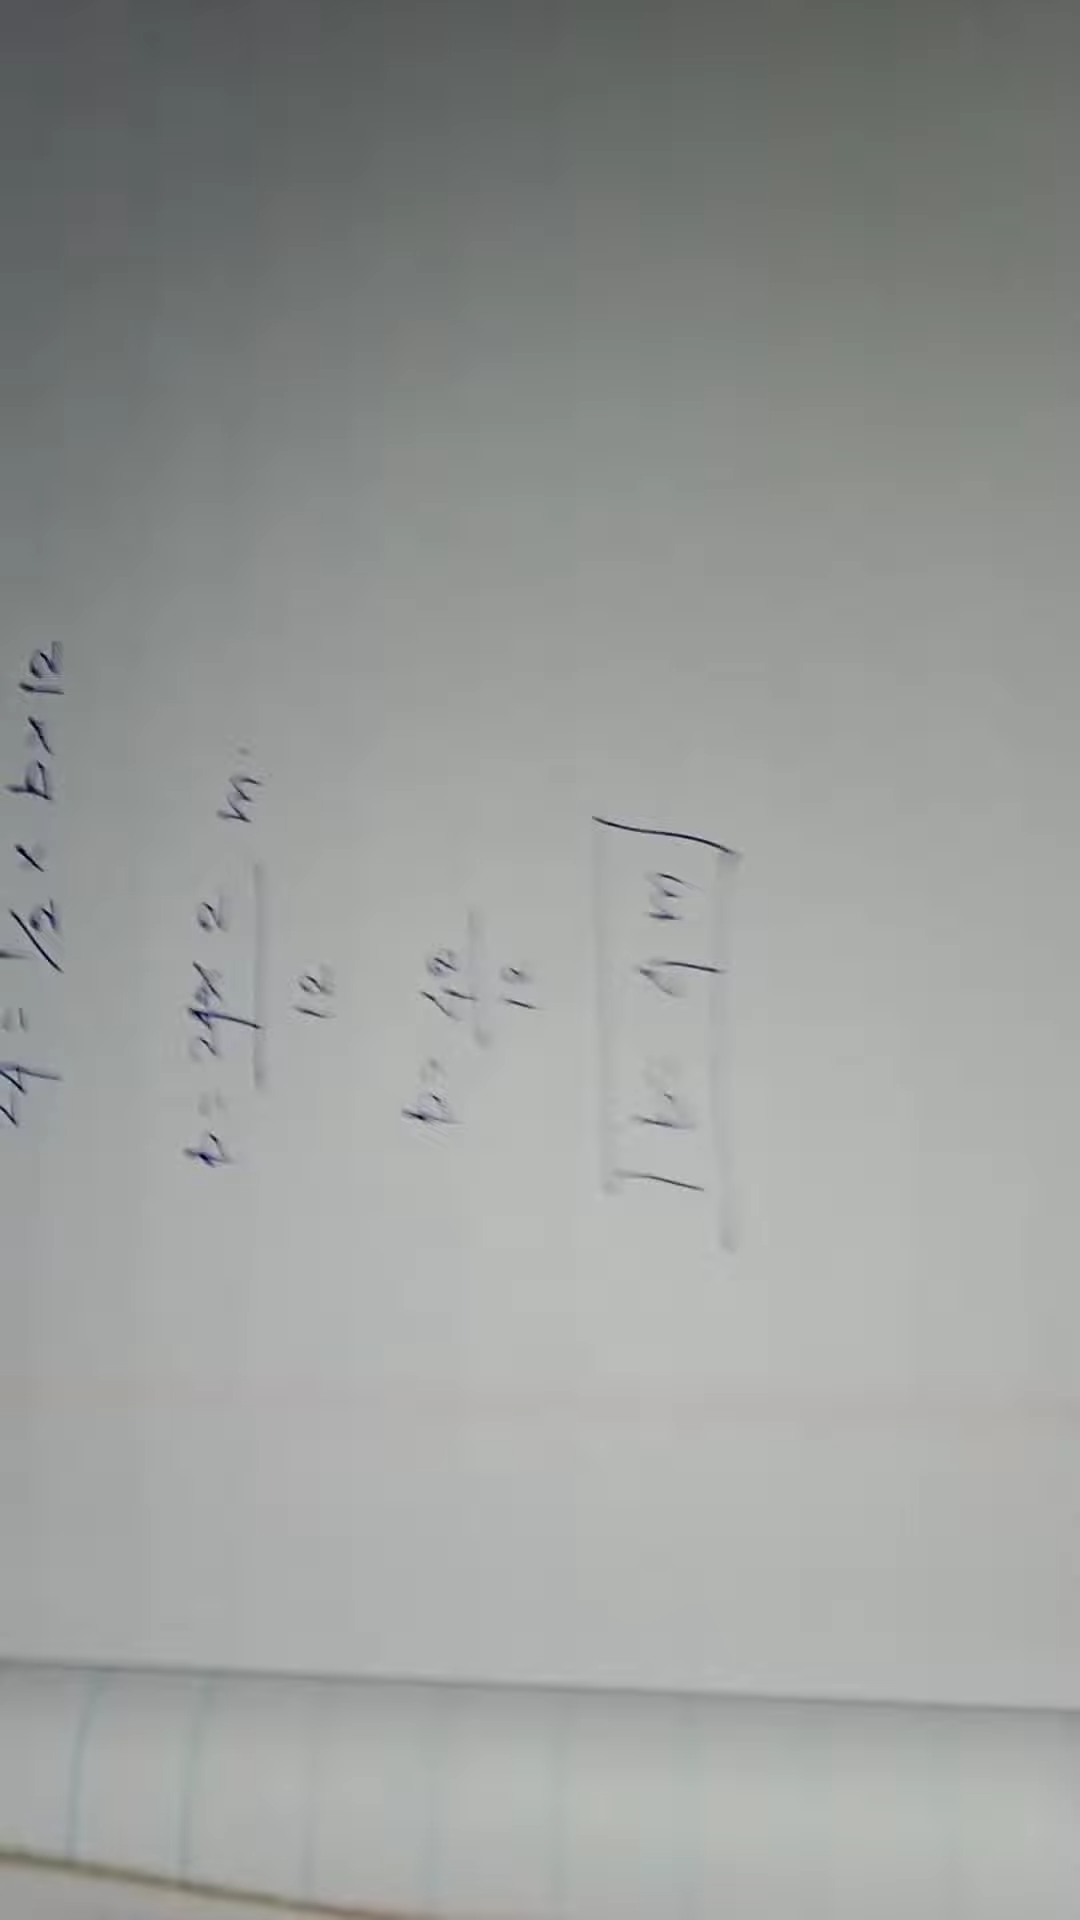 24 = 1/2 × b × 12
b = 24 × 2 m
12
b = 48
12
b = 4 m